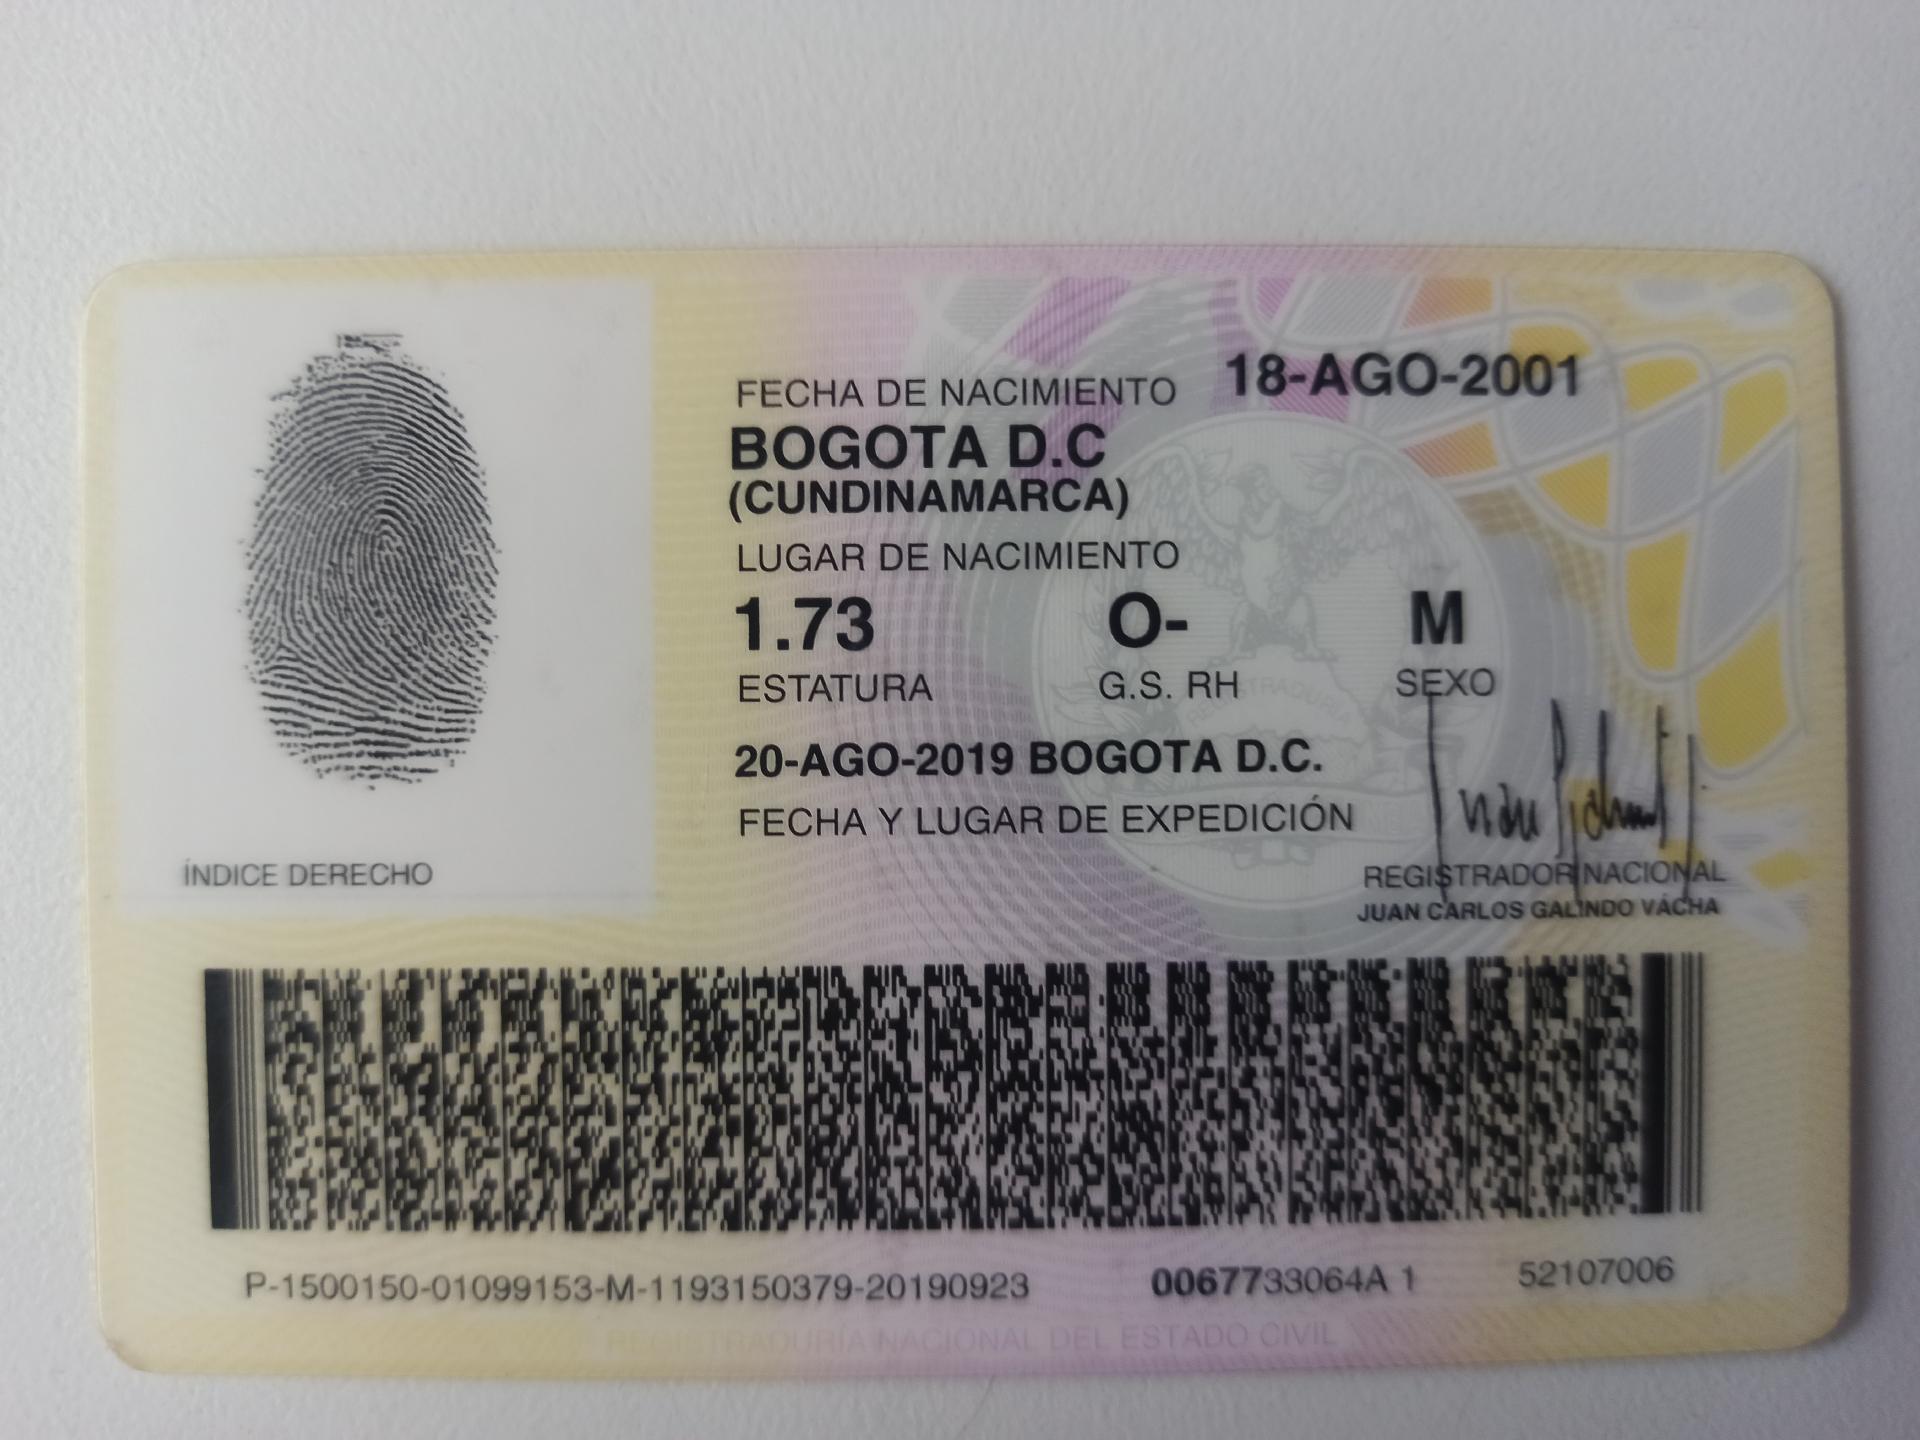 FECHA DE NACIMIENTO 18-AGO-2001
BOGOTA D.C
(CUNDINAMARCA)
LUGAR DE NACIMIENTO
1.73 O- M
ESTATURA G.S. RH SEXO
20-AGO-2019 BOGOTA D.C.
FECHA Y LUGAR DE EXPEDICIÓN
ÍNDICE DERECHO
REGISTRADOR NACIONAL
JUAN CARLOS GALINDO VÁCHA
P-1500150-01099153-M-1193150379-20190923 0067733064A 1 52107006
REGISTRADURÍA NACIONAL DEL ESTADO CIVIL